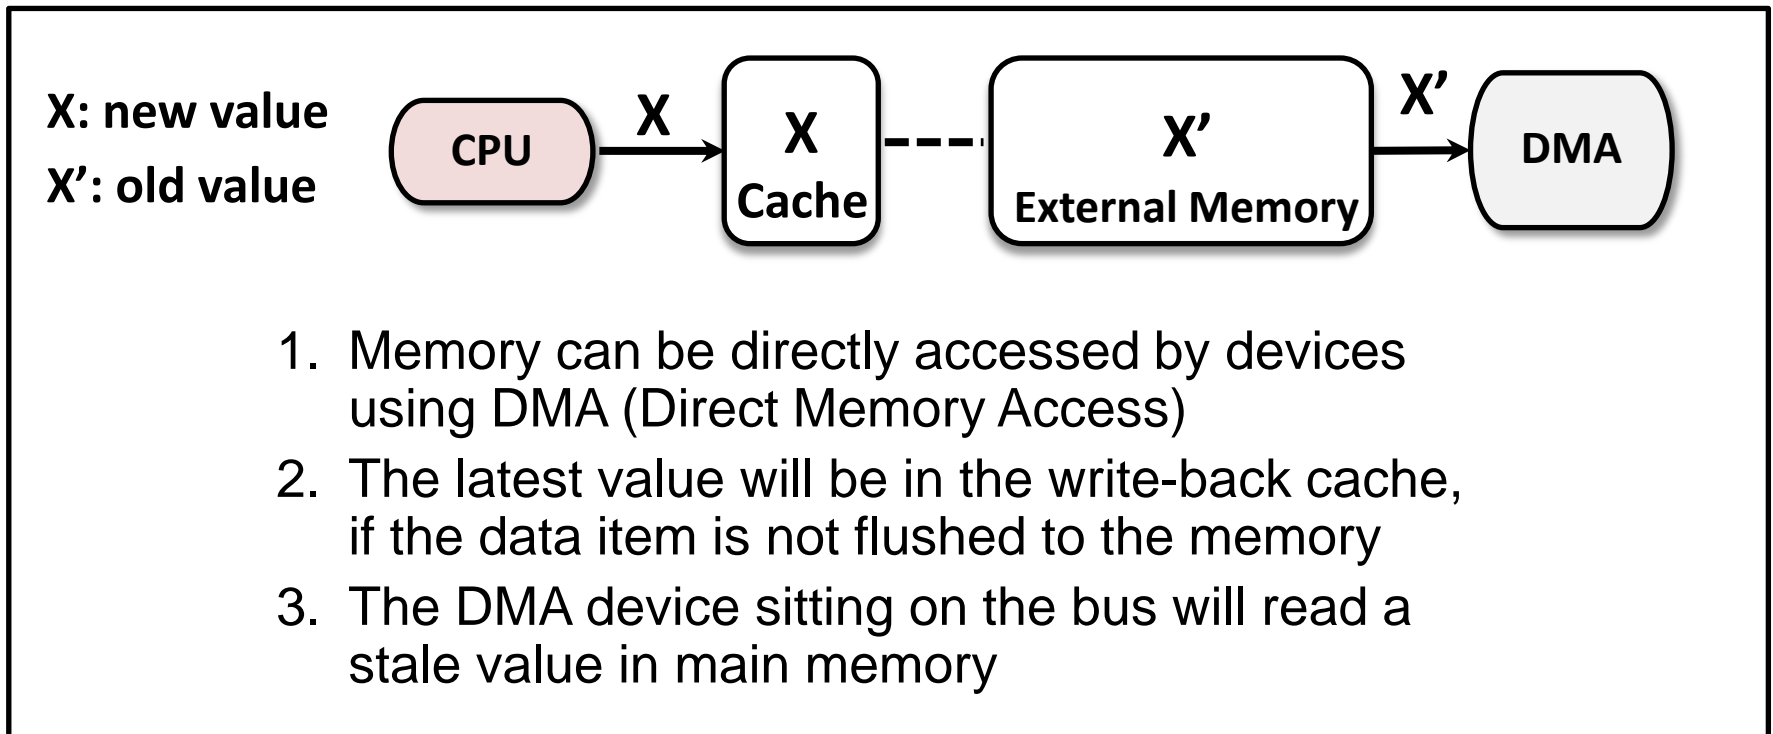 X: new value
X’: old value
CPU
X
X
Cache
X’
External Memory
X’
DMA
1. Memory can be directly accessed by devices
using DMA (Direct Memory Access)
2. The latest value will be in the write-back cache,
if the data item is not flushed to the memory
3. The DMA device sitting on the bus will read a
stale value in main memory